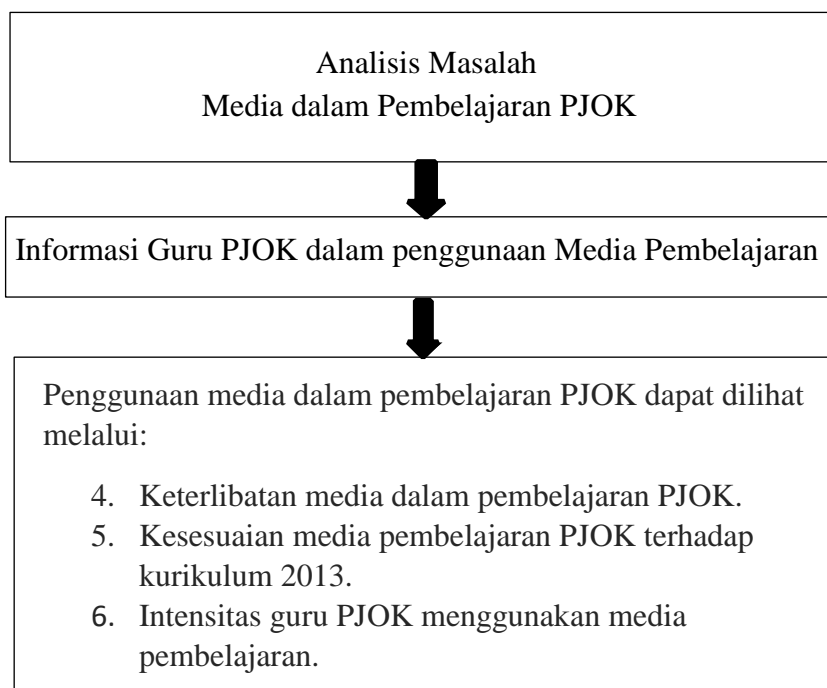 Analisis Masalah
Media dalam Pembelajaran PJOK
Informasi Guru PJOK dalam penggunaan Media Pembelajaran
Penggunaan media dalam pembelajaran PJOK dapat dilihat
melalui:
4. Keterlibatan media dalam pembelajaran PJOK.
5. Kesesuaian media pembelajaran PJOK terhadap
kurikulum 2013.
6. Intensitas guru PJOK menggunakan media
pembelajaran.